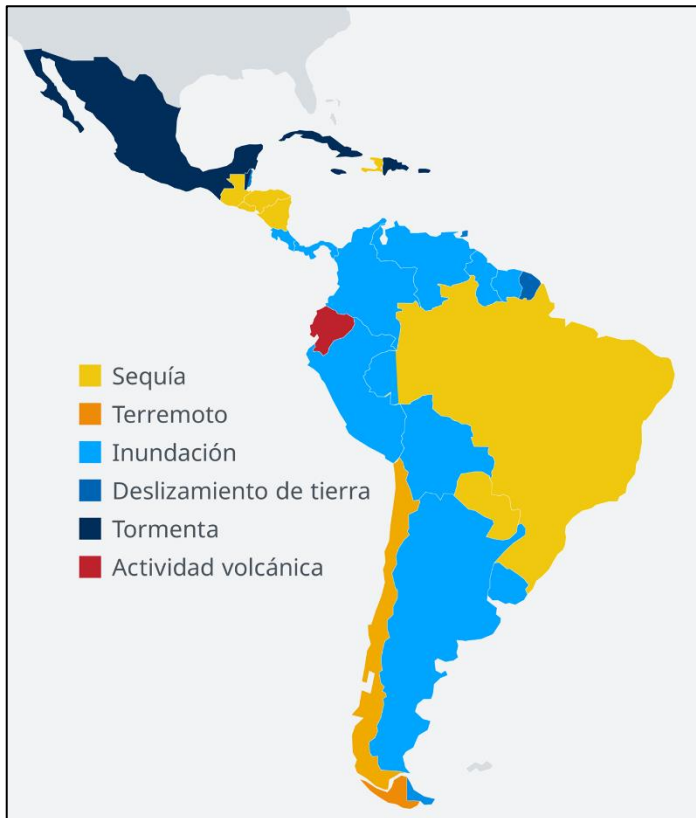 Sequía
Terremoto
Inundación
Deslizamiento de tierra
Tormenta
Actividad volcánica